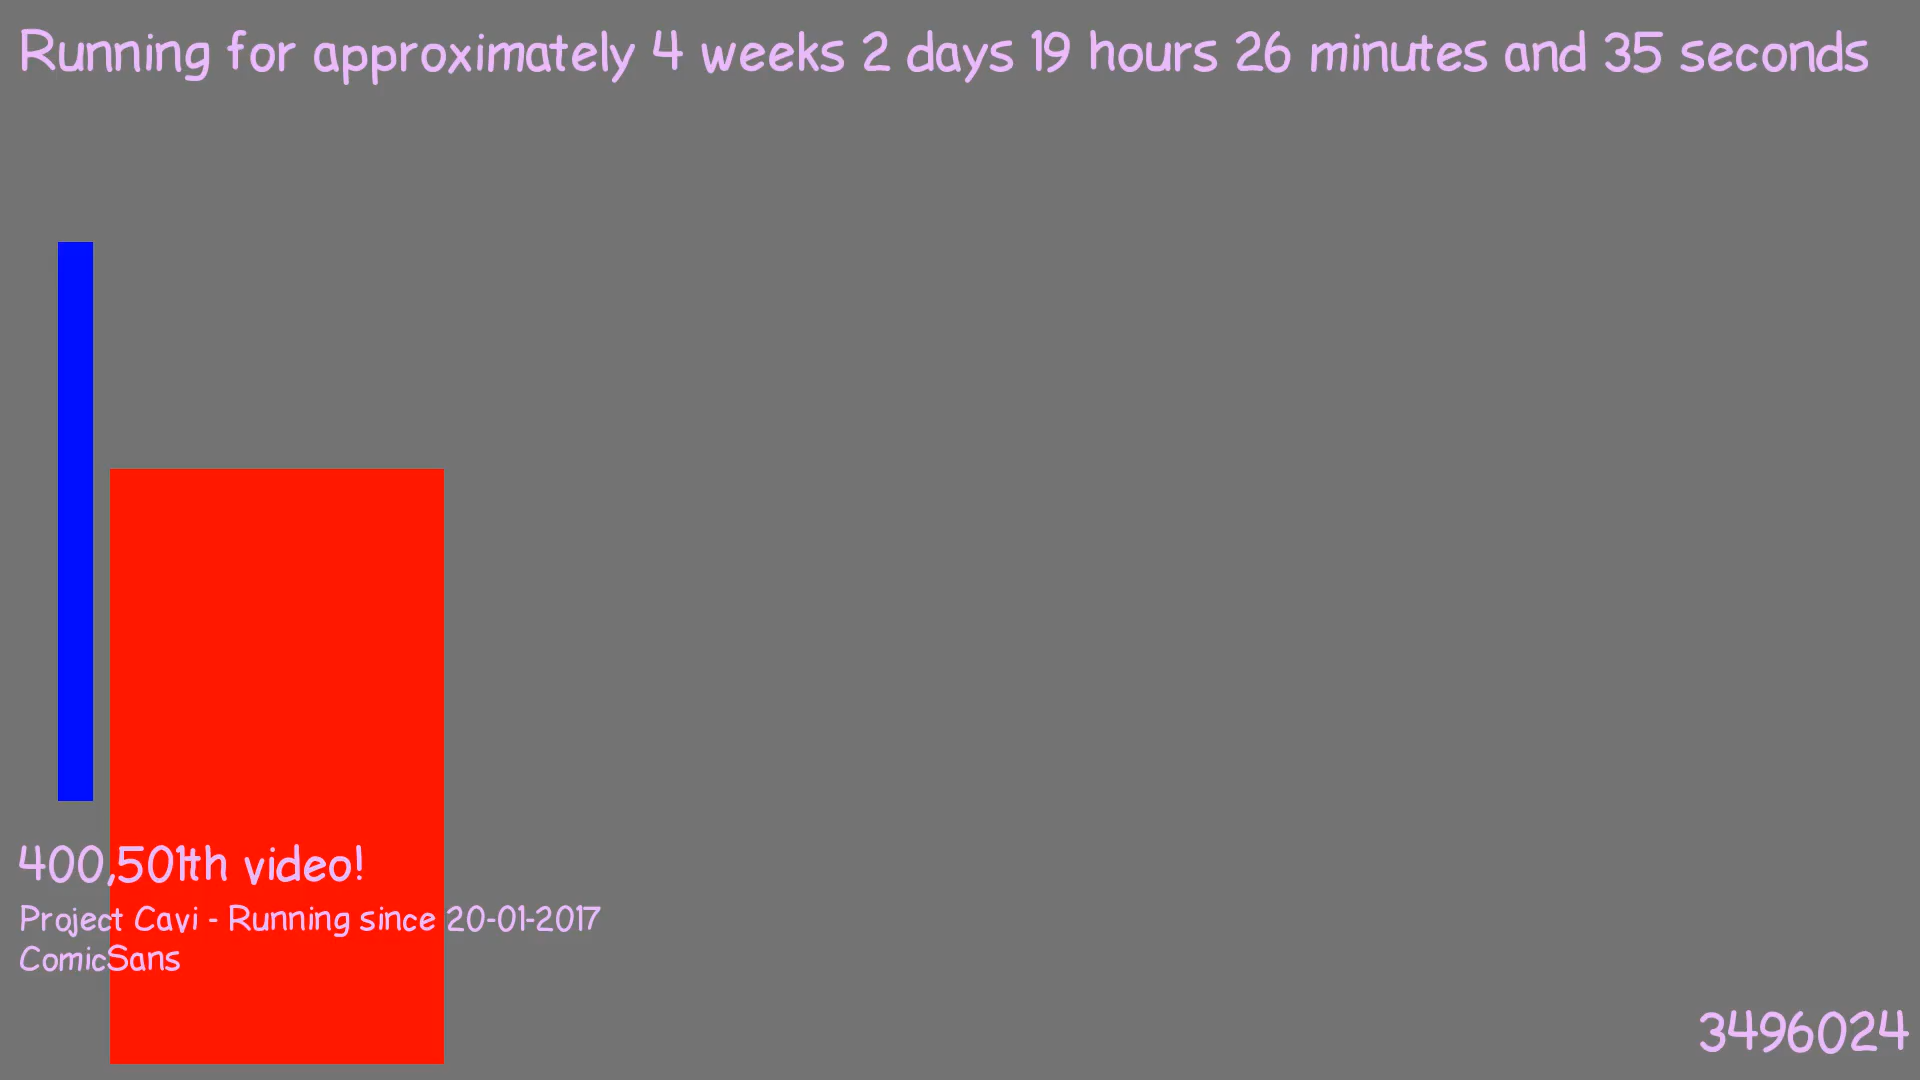 Running for approximately 4 weeks 2 days 19 hours 26 minutes and 35 seconds
400,501th video!
Project Cavi - Running since 20-01-2017
ComicSans
3496024